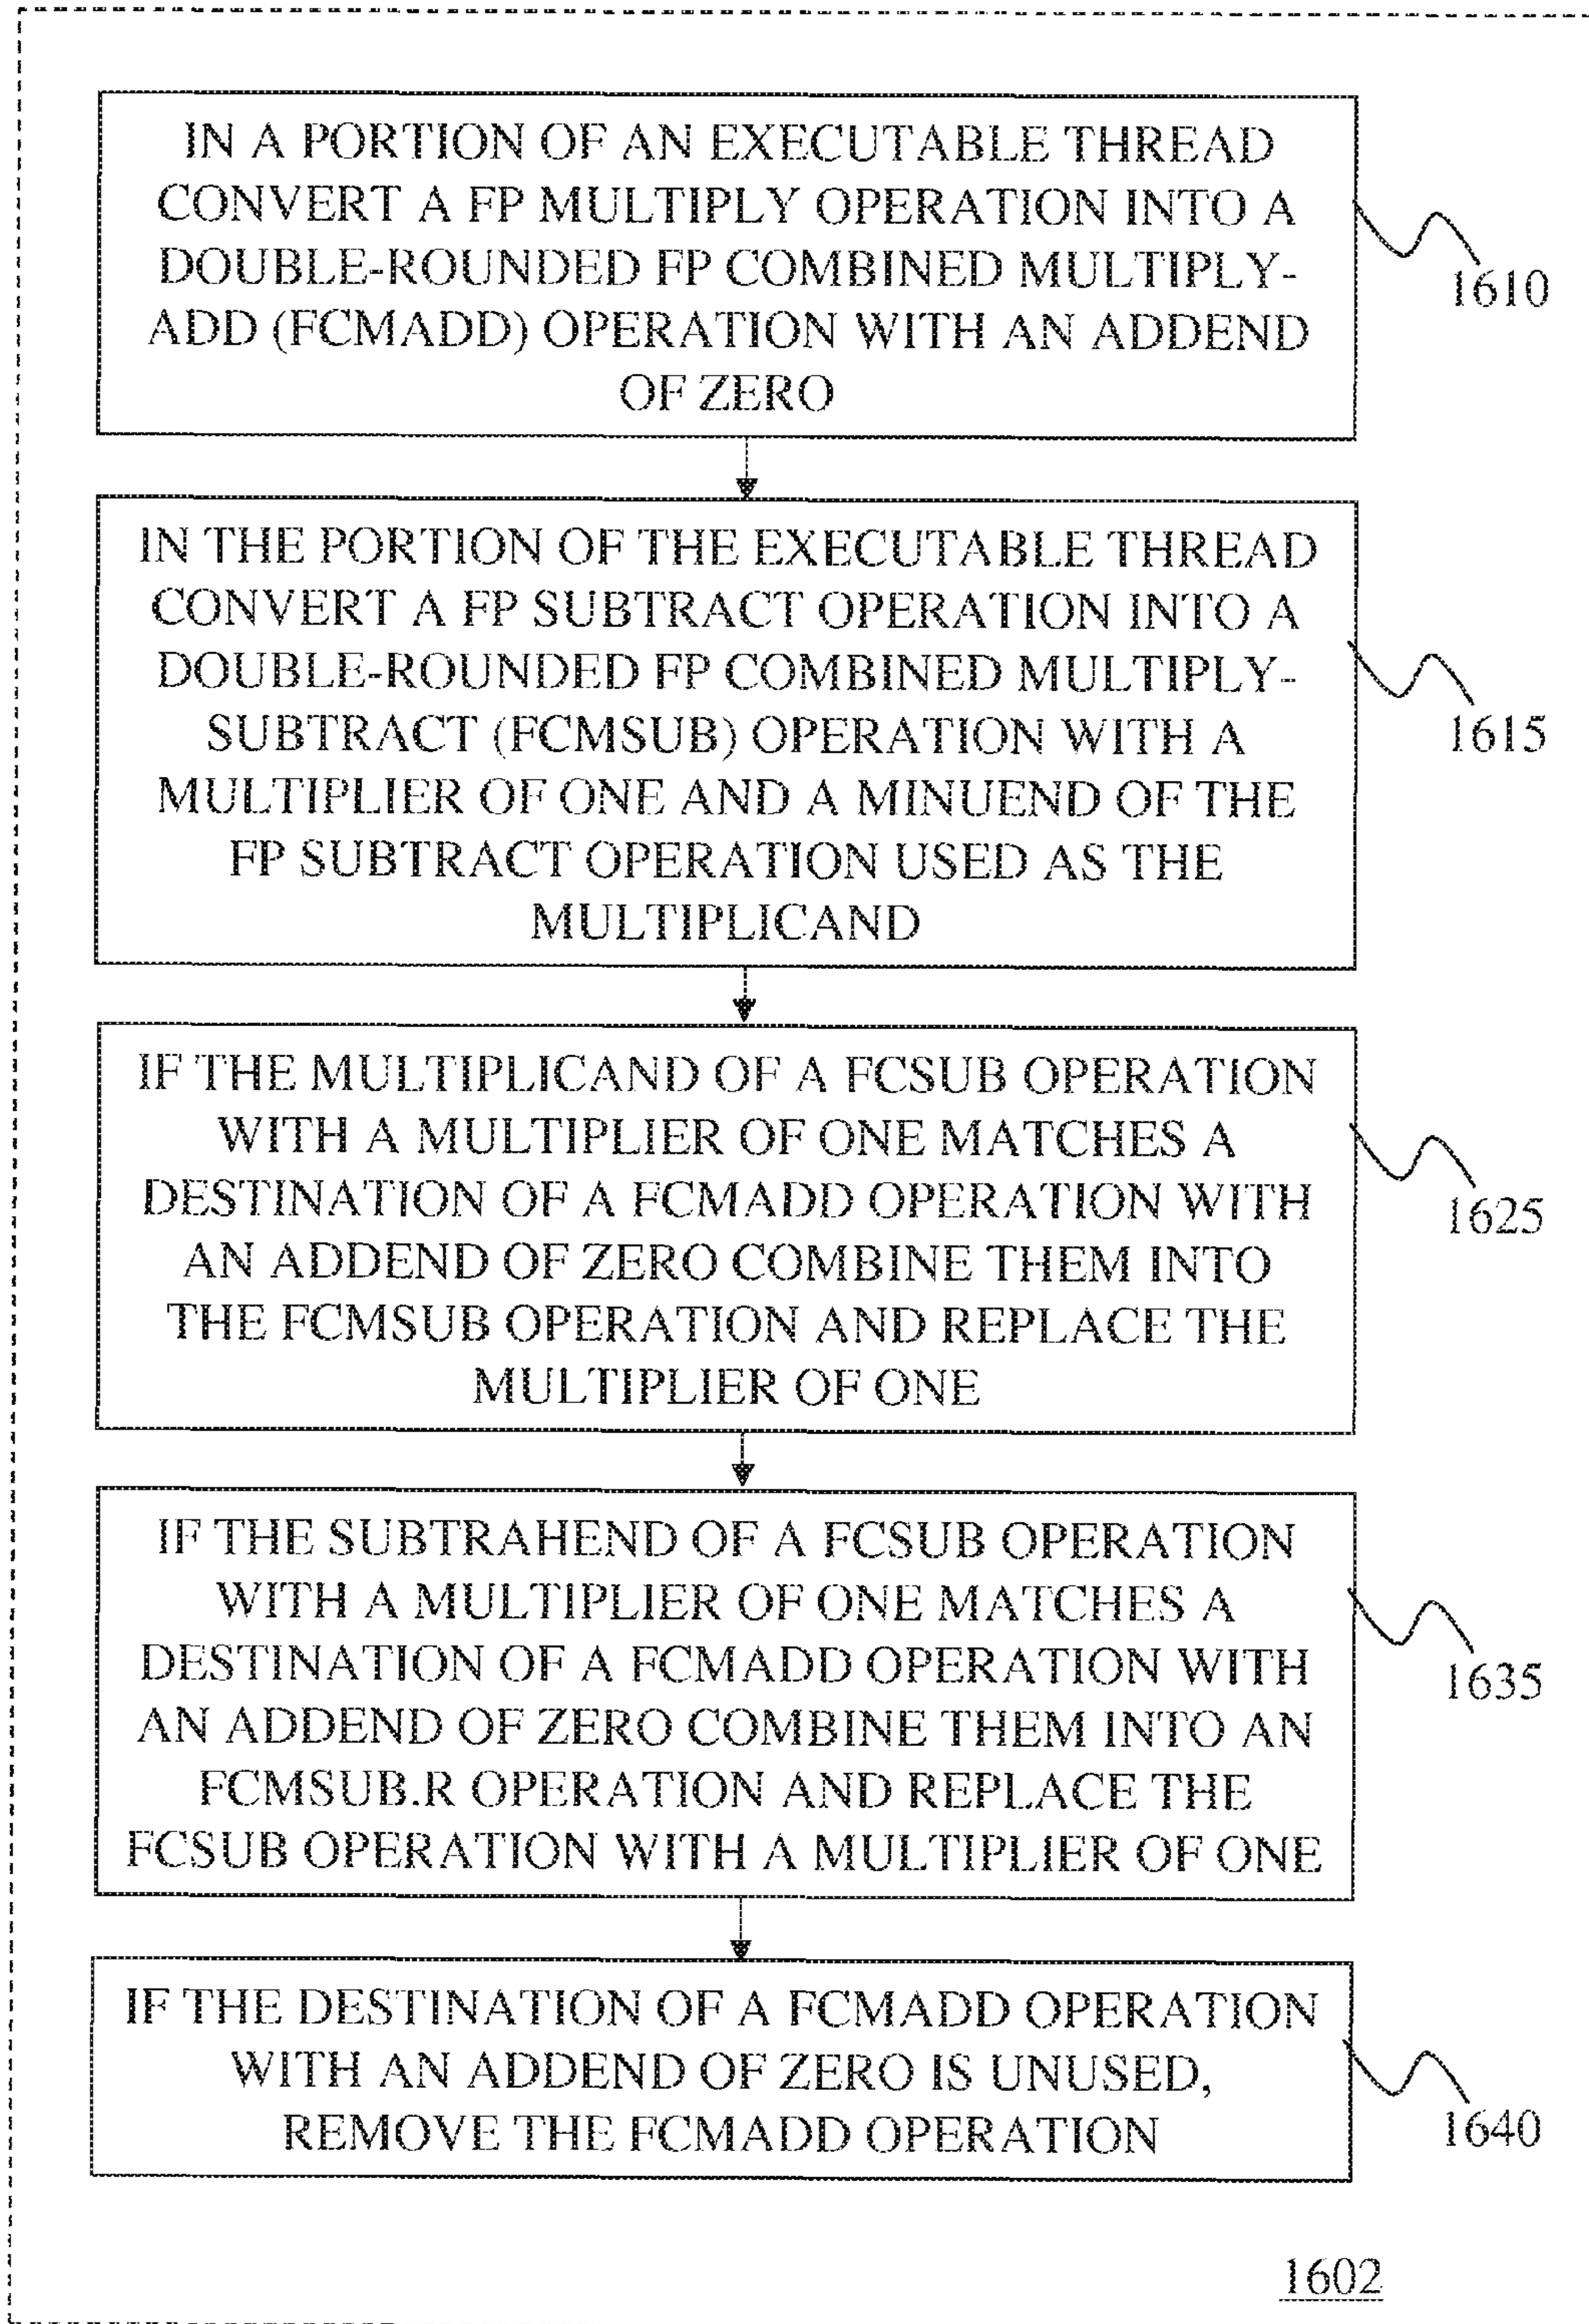 IN A PORTION OF AN EXECUTABLE THREAD
CONVERT A FP MULTIPLY OPERATION INTO A
DOUBLE-ROUNDED FP COMBINED MULTIPLY-
ADD (FCMADD) OPERATION WITH AN ADDEND
OF ZERO
1610
IN THE PORTION OF THE EXECUTABLE THREAD
CONVERT A FP SUBTRACT OPERATION INTO A
DOUBLE-ROUNDED FP COMBINED MULTIPLY-
SUBTRACT (FCMSUB) OPERATION WITH A
MULTIPLIER OF ONE AND A MINUEND OF THE
FP SUBTRACT OPERATION USED AS THE
MULTIPLICAND
1615
IF THE MULTIPLICAND OF A FCSUB OPERATION
WITH A MULTIPLIER OF ONE MATCHES A
DESTINATION OF A FCMADD OPERATION WITH
AN ADDEND OF ZERO COMBINE THEM INTO
THE FCMSUB OPERATION AND REPLACE THE
MULTIPLIER OF ONE
1625
IF THE SUBTRAHEND OF A FCSUB OPERATION
WITH A MULTIPLIER OF ONE MATCHES A
DESTINATION OF A FCMADD OPERATION WITH
AN ADDEND OF ZERO COMBINE THEM INTO AN
FCMSUB.R OPERATION AND REPLACE THE
FCSUB OPERATION WITH A MULTIPLIER OF ONE
1635
IF THE DESTINATION OF A FCMADD OPERATION
WITH AN ADDEND OF ZERO IS UNUSED,
REMOVE THE FCMADD OPERATION
1640
1602